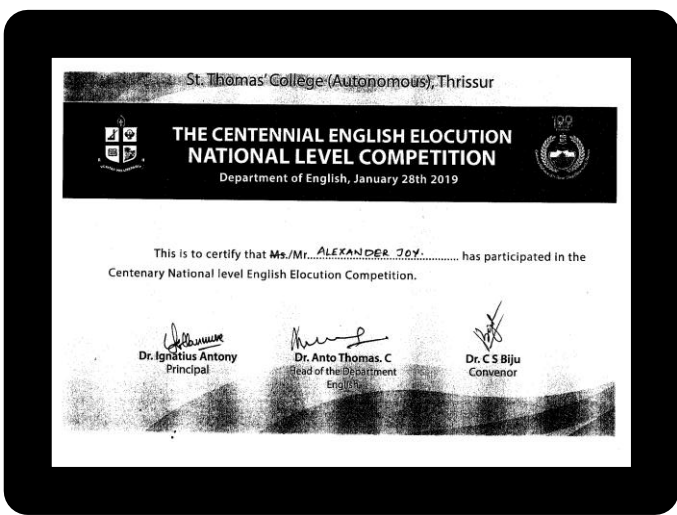 St. Thomas' College (Autonomous), Thrissur
100
THE CENTENNIAL ENGLISH ELOCUTION
NATIONAL LEVEL COMPETITION
Department of English, January 28th 2019
This is to certify that Ms./Mr. ALEXANDER JOY. has participated in the
Centenary National level English Elocution Competition.
Dr. Ignatius Antony
Principal
Dr. Anto Thomas. C
Head of the Department
English
Dr. C S Biju
Convenor